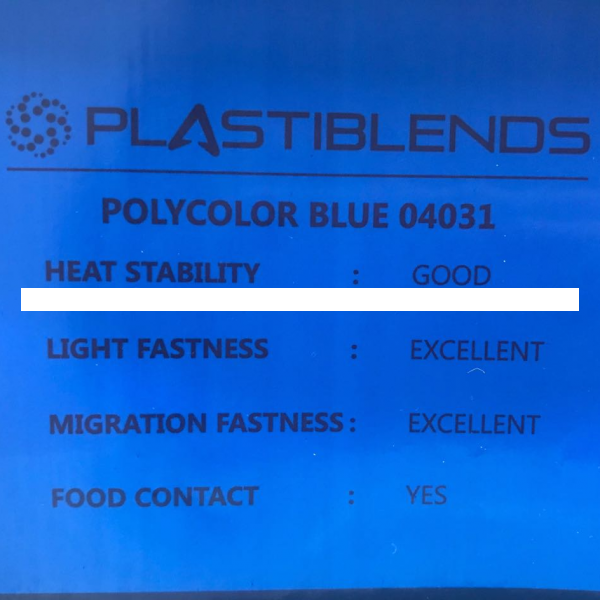 PLASTIBLENDS
POLYCOLOR BLUE 04031
HEAT STABILITY : GOOD
LIGHT FASTNESS : EXCELLENT
MIGRATION FASTNESS : EXCELLENT
FOOD CONTACT : YES